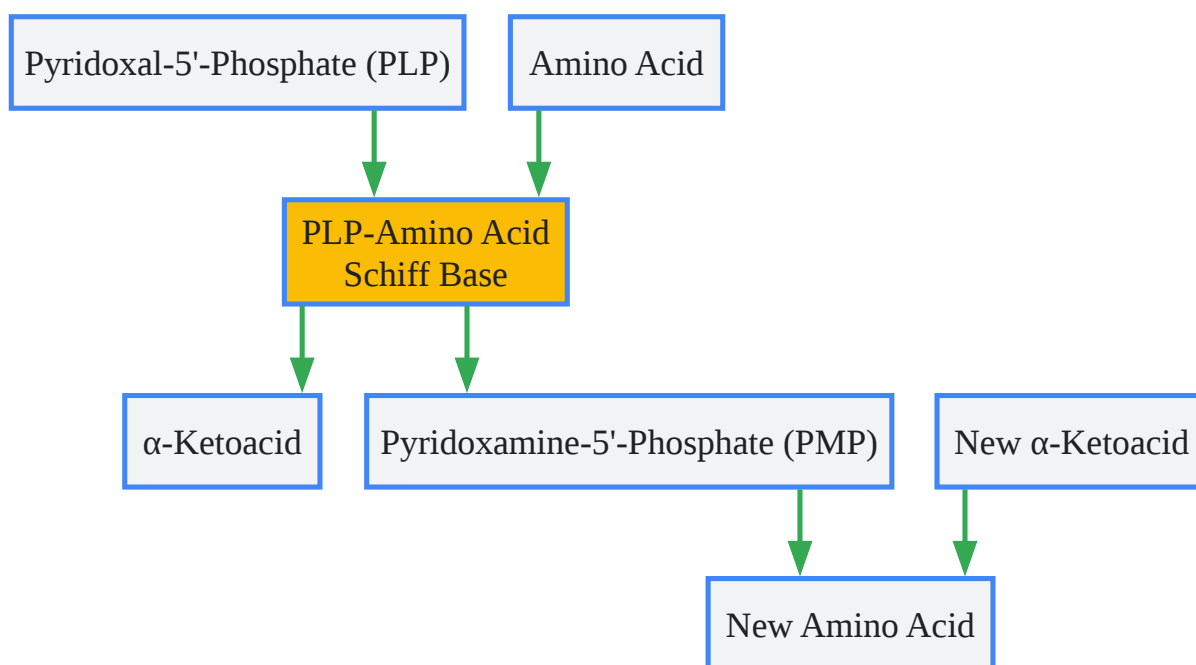 Pyridoxal-5'-Phosphate (PLP)
Amino Acid
PLP-Amino Acid
Schiff Base
α-Ketoacid
Pyridoxamine-5'-Phosphate (PMP)
New α-Ketoacid
New Amino Acid